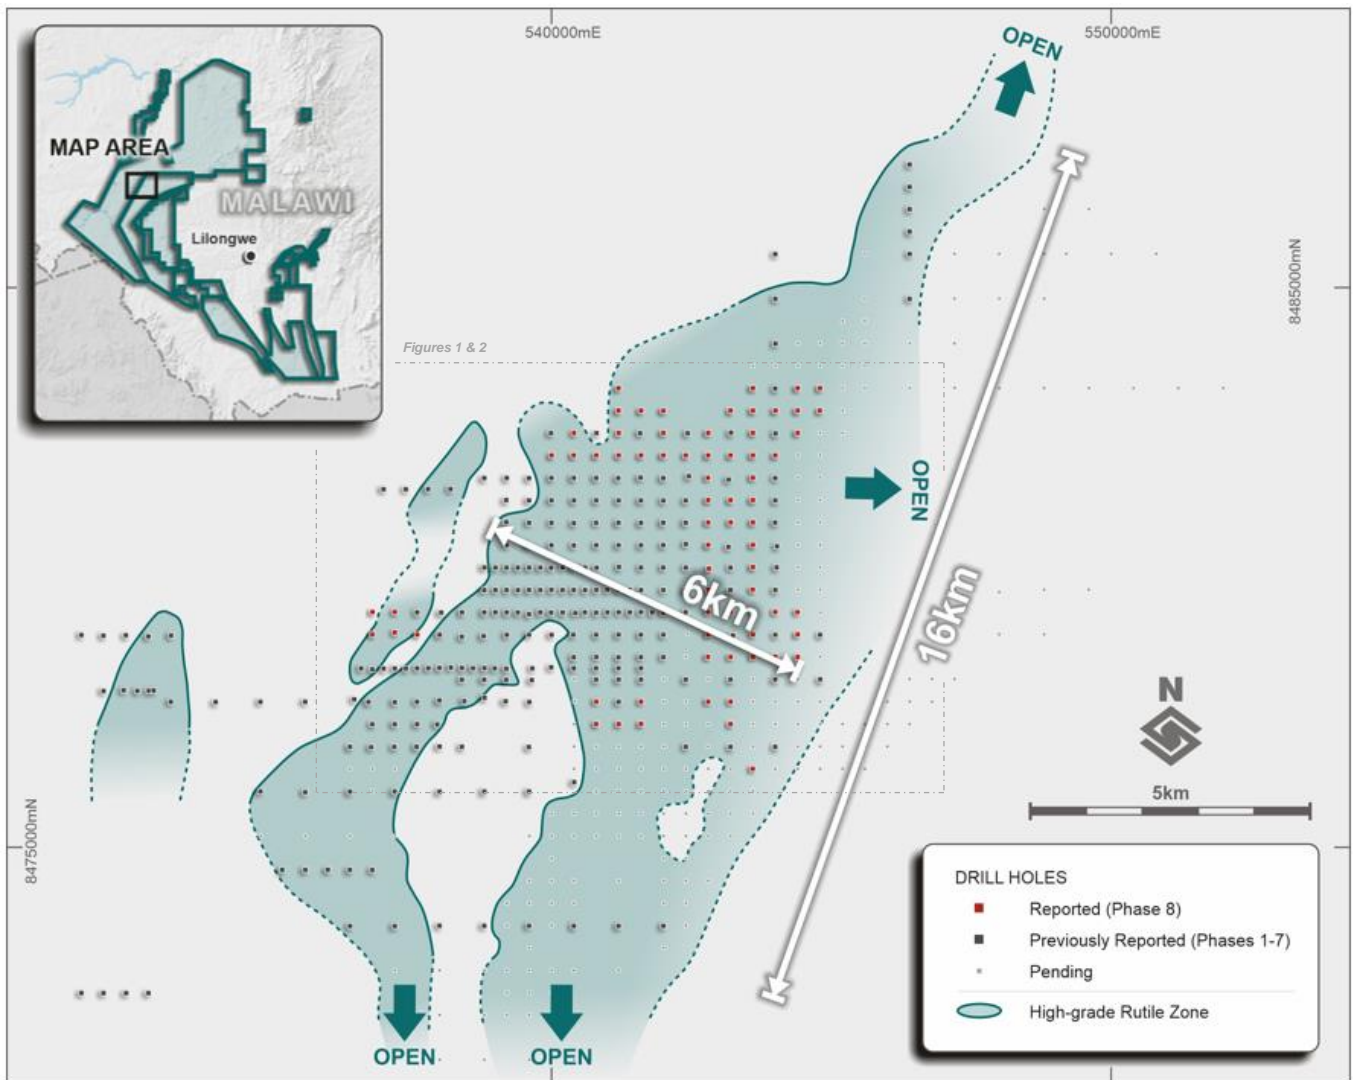 540000mE
550000mE
OPEN
MAP AREA
MALAWI
Lilongwe
8485000mN
Figures 1 & 2
OPEN
6km
16km
N
5km
8475000mN
DRILL HOLES
Reported (Phase 8)
Previously Reported (Phases 1-7)
Pending
High-grade Rutile Zone
OPEN
OPEN